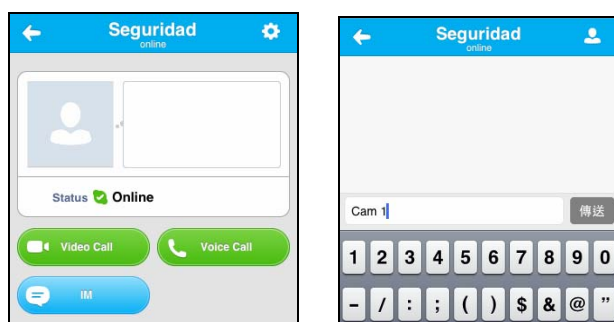 Seguridad
online
Status Online
Video Call
Voice Call
IM
Seguridad
online
Cam 1
傳送
1 2 3 4 5 6 7 8 9 0
- / : ; ( ) $ & @ "